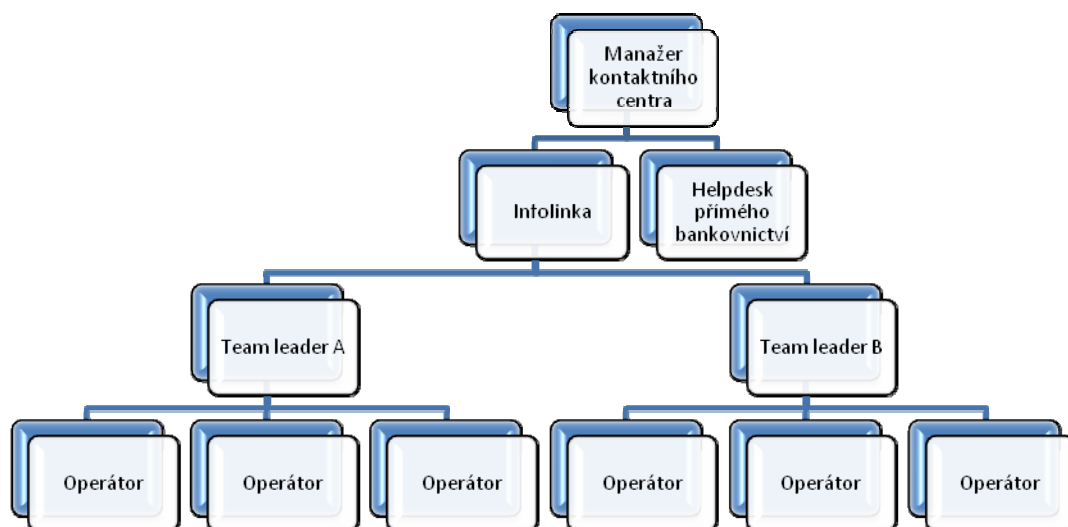 Manažer
kontaktního
centra
Infolinka
Helpdesk
přímého
bankovnictví
Team leader A
Team leader B
Operátor
Operátor
Operátor
Operátor
Operátor
Operátor